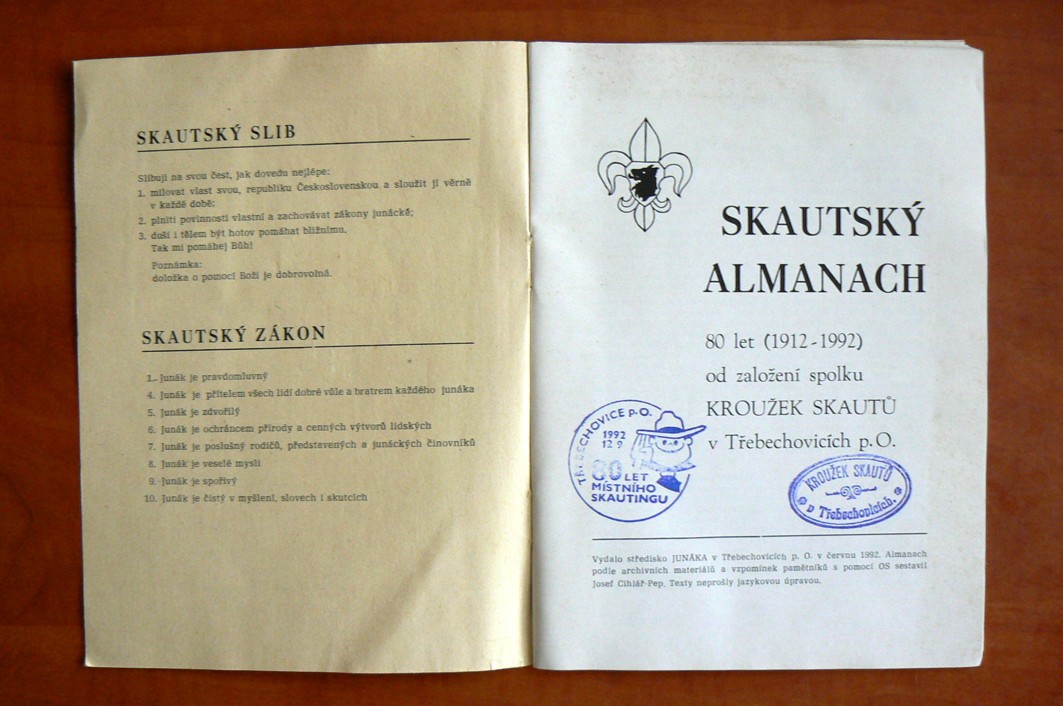 SKAUTSKÝ SLIB
Slibuji na svou čest, jak dovedu nejlépe:
1. milovat vlast svou, republiku Československou a sloužit jí věrně
v každé době;
2. plniti povinnosti vlastní a zachovávat zákony junácké;
3. duší i tělem být hotov pomáhat bližnímu.
Tak mi pomáhej Bůh!
Poznámka:
doložka o pomoci Boží je dobrovolná.
SKAUTSKÝ ZÁKON
1. Junák je pravdomluvný
4. Junák je přítelem všech lidí dobré vůle a bratrem každého junáka
5. Junák je zdvořilý
6. Junák je ochráncem přírody a cenných výtvorů lidských
7. Junák je poslušný rodičů, představených a junáckých činovníků
8. Junák je veselé mysli
9. Junák je spořivý
10. Junák je čistý v myšlení, slovech i skutcích
SKAUTSKÝ
ALMANACH
80 let (1912-1992)
od založení spolku
KROUŽEK SKAUTŮ
v Třebechovicích p. O.
TŘEBECHOVICE P.O.
1992
12 9
80 LET
MÍSTNÍHO
SKAUTINGU
KROUŽEK SKAUTŮ
v Třebechovicích.
Vydalo středisko JUNÁKA v Třebechovicích p. O. v červnu 1992. Almanach
podle archivních materiálů a vzpomínek pamětníků s pomocí OS sestavil
Josef Cihlář-Pep. Texty neprošly jazykovou úpravou.